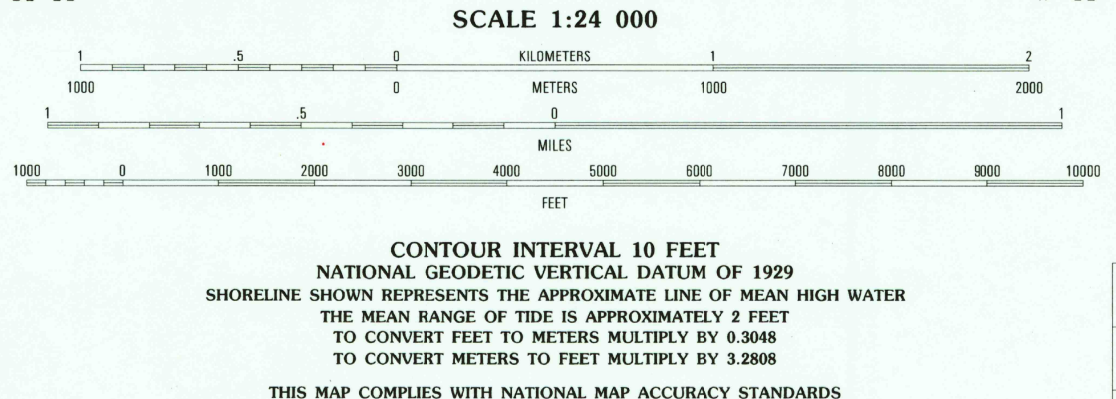 SCALE 1:24 000
1 .5 0 KILOMETERS 1 2
1000 0 METERS 1000 2000
1 .5 0 1
MILES
1000 0 1000 2000 3000 4000 5000 6000 7000 8000 9000 10000
FEET
CONTOUR INTERVAL 10 FEET
NATIONAL GEODETIC VERTICAL DATUM OF 1929
SHORELINE SHOWN REPRESENTS THE APPROXIMATE LINE OF MEAN HIGH WATER
THE MEAN RANGE OF TIDE IS APPROXIMATELY 2 FEET
TO CONVERT FEET TO METERS MULTIPLY BY 0.3048
TO CONVERT METERS TO FEET MULTIPLY BY 3.2808
THIS MAP COMPLIES WITH NATIONAL MAP ACCURACY STANDARDS